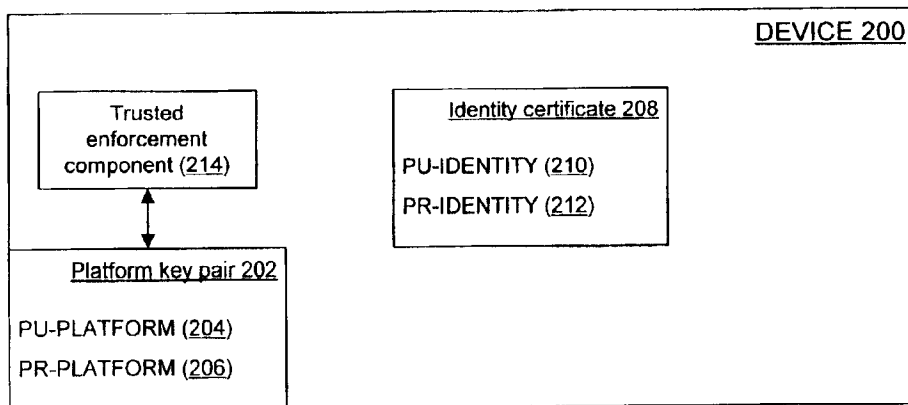 DEVICE 200
Trusted
enforcement
component (214)
Identity certificate 208
PU-IDENTITY (210)
PR-IDENTITY (212)
Platform key pair 202
PU-PLATFORM (204)
PR-PLATFORM (206)